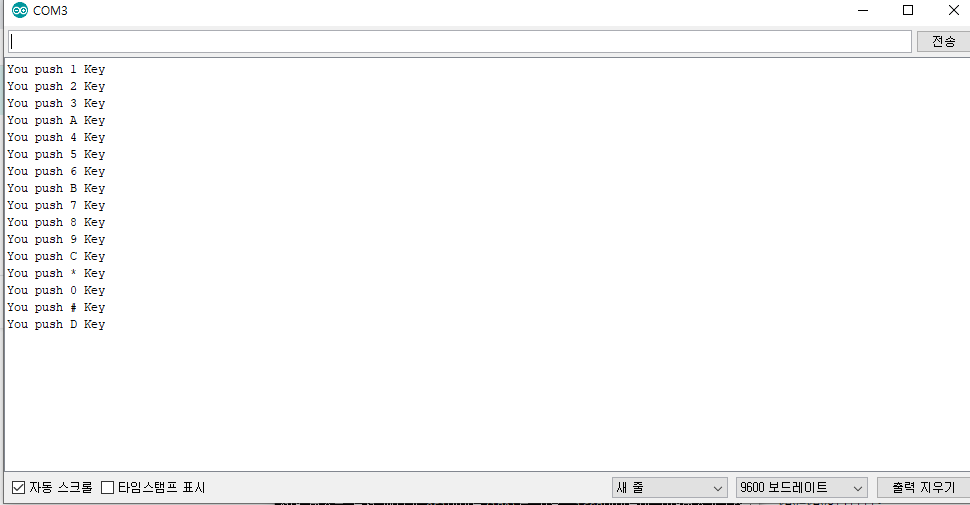 COM3
전송
You push 1 Key
You push 2 Key
You push 3 Key
You push A Key
You push 4 Key
You push 5 Key
You push 6 Key
You push B Key
You push 7 Key
You push 8 Key
You push 9 Key
You push C Key
You push * Key
You push 0 Key
You push # Key
You push D Key
자동 스크롤 타임스탬프 표시 새 줄 9600 보드레이트 출력 지우기